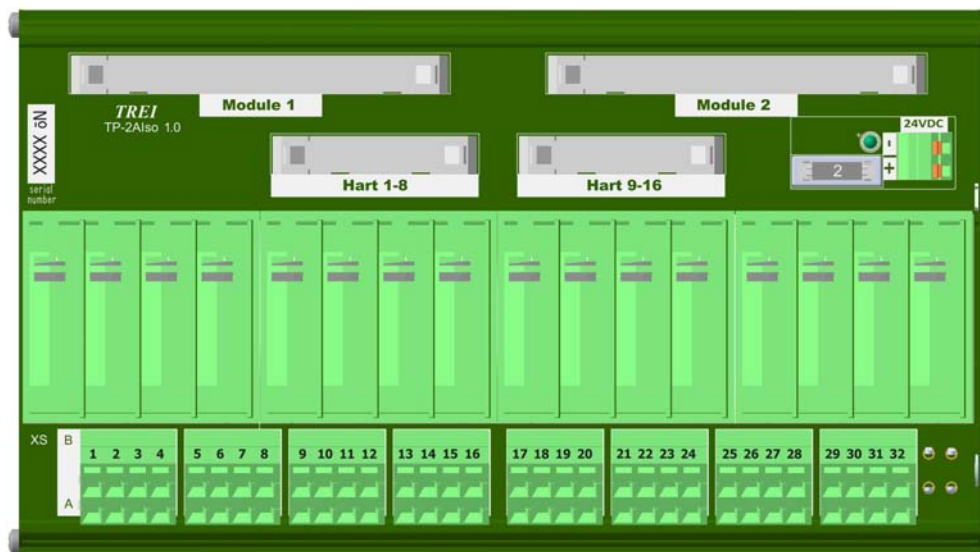 Module 1
Module 2
TREI
TP-2AIso 1.0
№ XXXX
serial
number
24VDC
-
+
2
Hart 1-8
Hart 9-16
XS
B
A
1 2 3 4 5 6 7 8 9 10 11 12 13 14 15 16 17 18 19 20 21 22 23 24 25 26 27 28 29 30 31 32